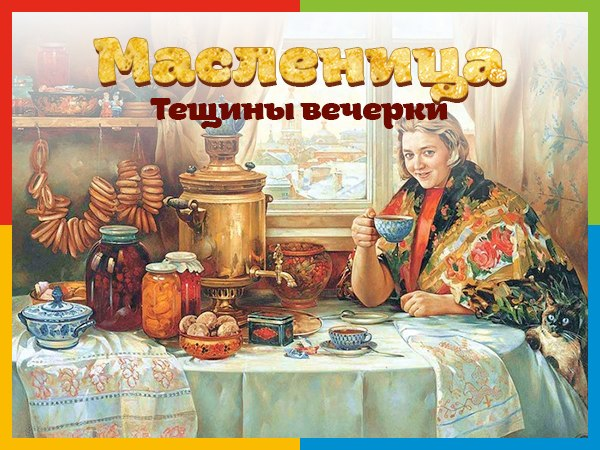 Масленица
Тещины вечерки